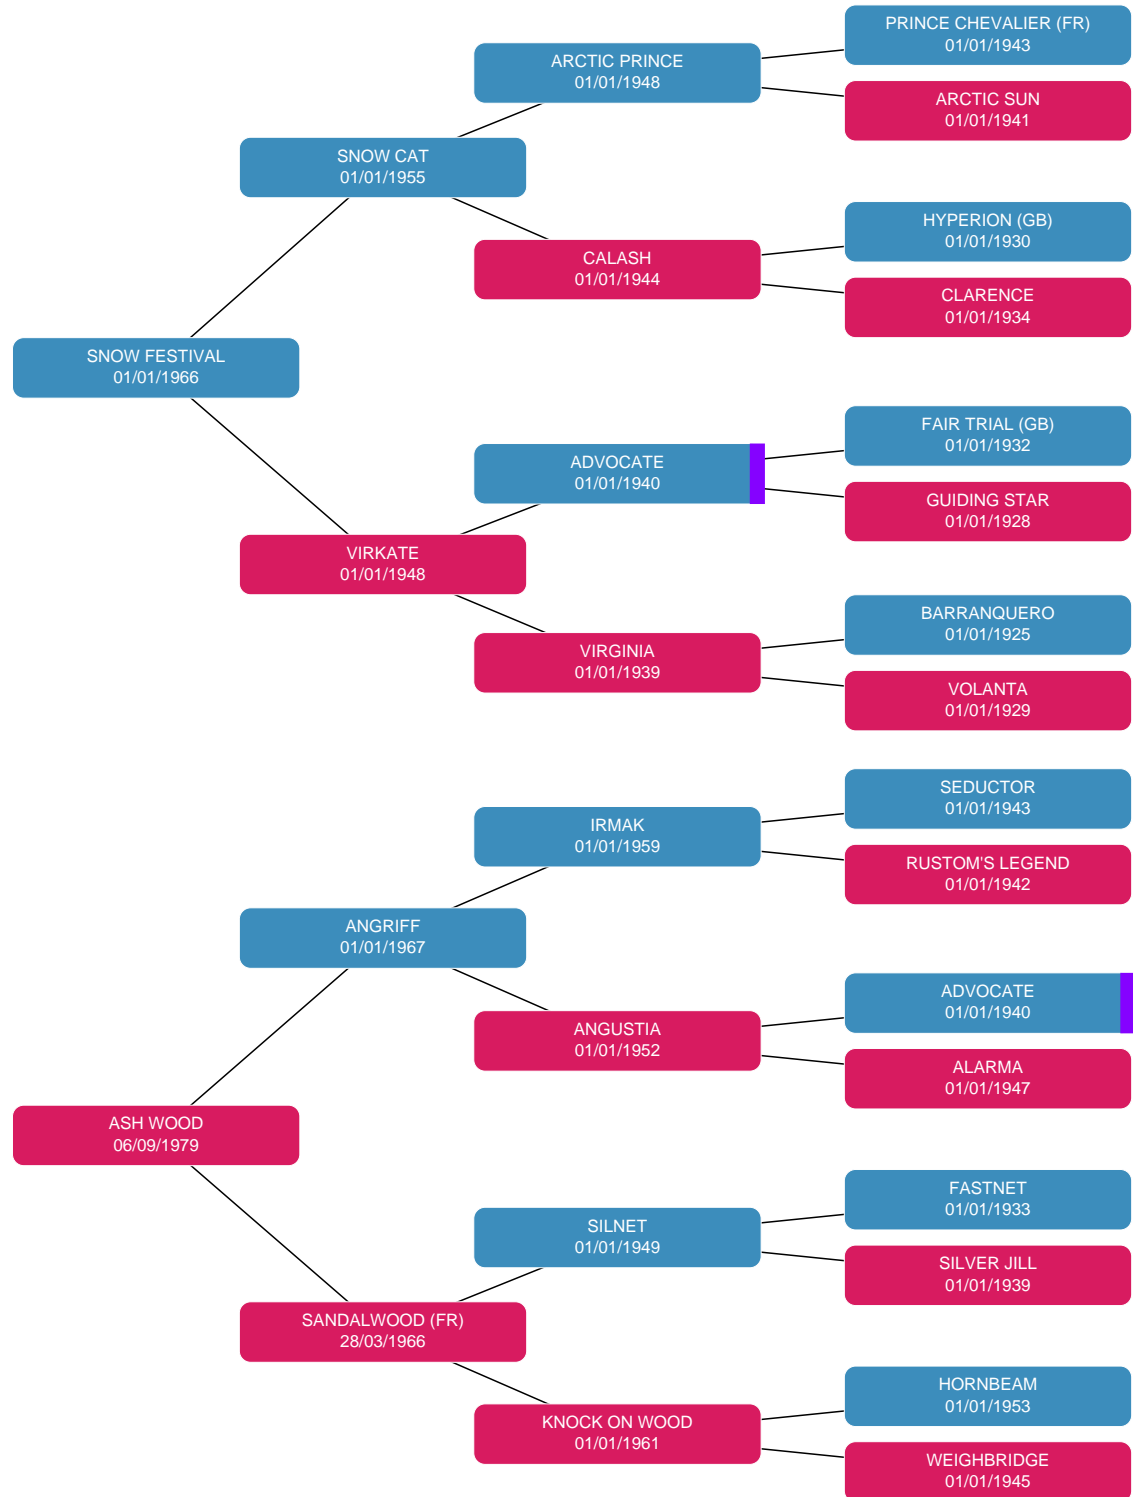 PRINCE CHEVALIER (FR)
01/01/1943
ARCTIC PRINCE
01/01/1948
ARCTIC SUN
01/01/1941
SNOW CAT
01/01/1955
HYPERION (GB)
01/01/1930
CALASH
01/01/1944
CLARENCE
01/01/1934
SNOW FESTIVAL
01/01/1966
FAIR TRIAL (GB)
01/01/1932
ADVOCATE
01/01/1940
GUIDING STAR
01/01/1928
VIRKATE
01/01/1948
BARRANQUERO
01/01/1925
VIRGINIA
01/01/1939
VOLANTA
01/01/1929
SEDUCTOR
01/01/1943
IRMAK
01/01/1959
RUSTOM'S LEGEND
01/01/1942
ANGRIFF
01/01/1967
ADVOCATE
01/01/1940
ANGUSTIA
01/01/1952
ALARMA
01/01/1947
ASH WOOD
06/09/1979
FASTNET
01/01/1933
SILNET
01/01/1949
SILVER JILL
01/01/1939
SANDALWOOD (FR)
28/03/1966
HORNBEAM
01/01/1953
KNOCK ON WOOD
01/01/1961
WEIGHBRIDGE
01/01/1945